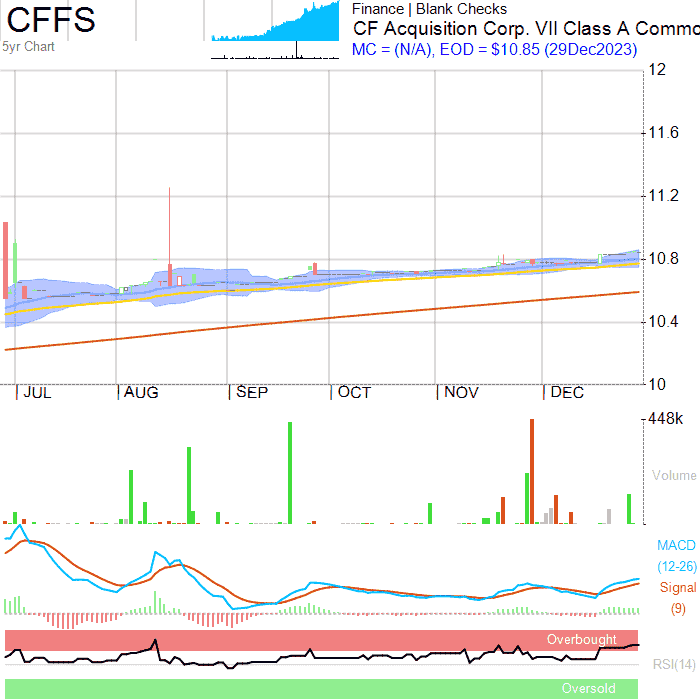 CFFS
5yr Chart
Finance | Blank Checks
CF Acquisition Corp. VII Class A Commo
MC = (N/A), EOD = $10.85 (29Dec2023)
12
11.6
11.2
10.8
10.4
10
JUL AUG SEP OCT NOV DEC
448k
Volume
MACD
(12-26)
Signal
(9)
Overbought
RSI(14)
Oversold